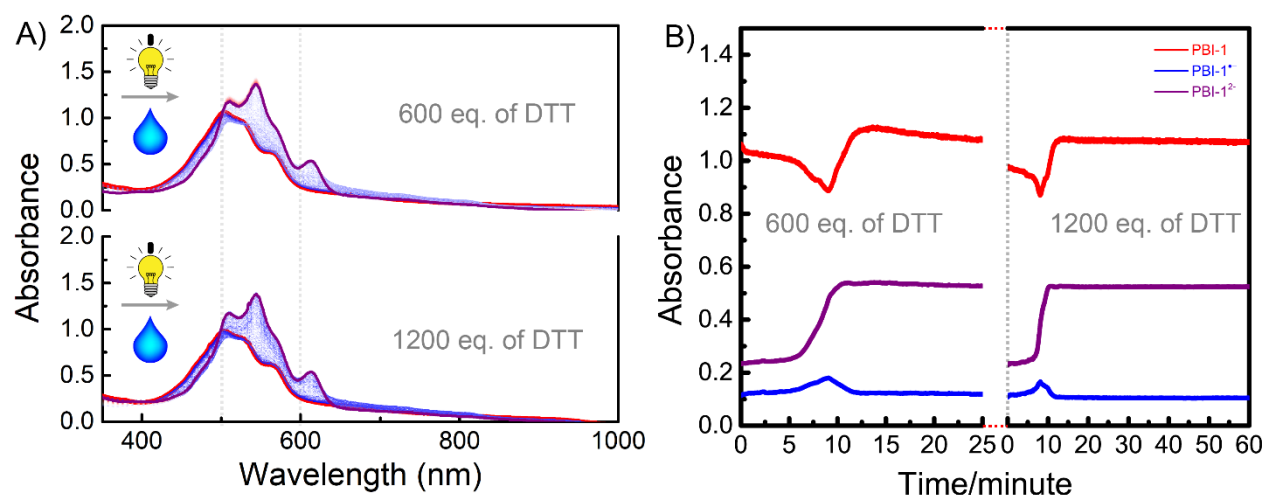 A)
2.0
1.5
1.0
0.5
0.0
600 eq. of DTT
2.0
1.5
1.0
0.5
0.0
1200 eq. of DTT
400 600 800 1000
Absorbance
Wavelength (nm)
B)
1.4
1.2
1.0
0.8
0.6
0.4
0.2
0.0
PBI-1
PBI-1•−
PBI-12-
600 eq. of DTT
1200 eq. of DTT
0 5 10 15 20 25 0 10 20 30 40 50 60
Absorbance
Time/minute